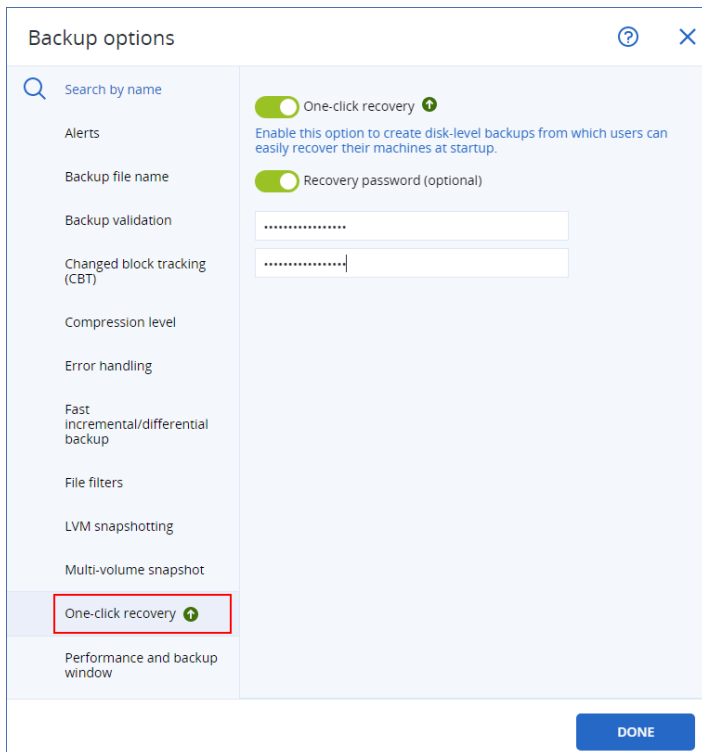 Backup options
Search by name
Alerts
Backup file name
Backup validation
Changed block tracking
(CBT)
Compression level
Error handling
Fast
incremental/differential
backup
File filters
LVM snapshotting
Multi-volume snapshot
One-click recovery
Performance and backup
window
One-click recovery
Enable this option to create disk-level backups from which users can
easily recover their machines at startup.
Recovery password (optional)
•••••••••••••••••
•••••••••••••••••
DONE